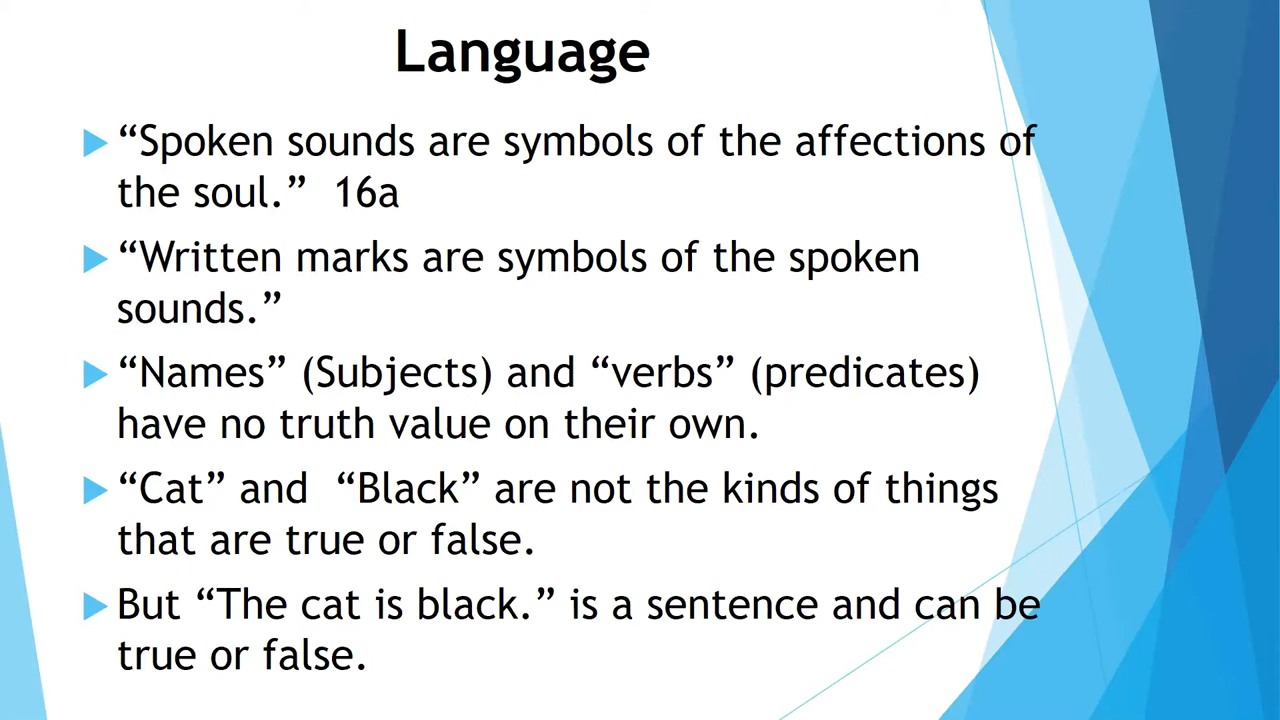 Language
“Spoken sounds are symbols of the affections of
the soul.”  16a
“Written marks are symbols of the spoken
sounds.”
“Names” (Subjects) and “verbs” (predicates)
have no truth value on their own.
“Cat” and  “Black” are not the kinds of things
that are true or false.
But “The cat is black.” is a sentence and can be
true or false.